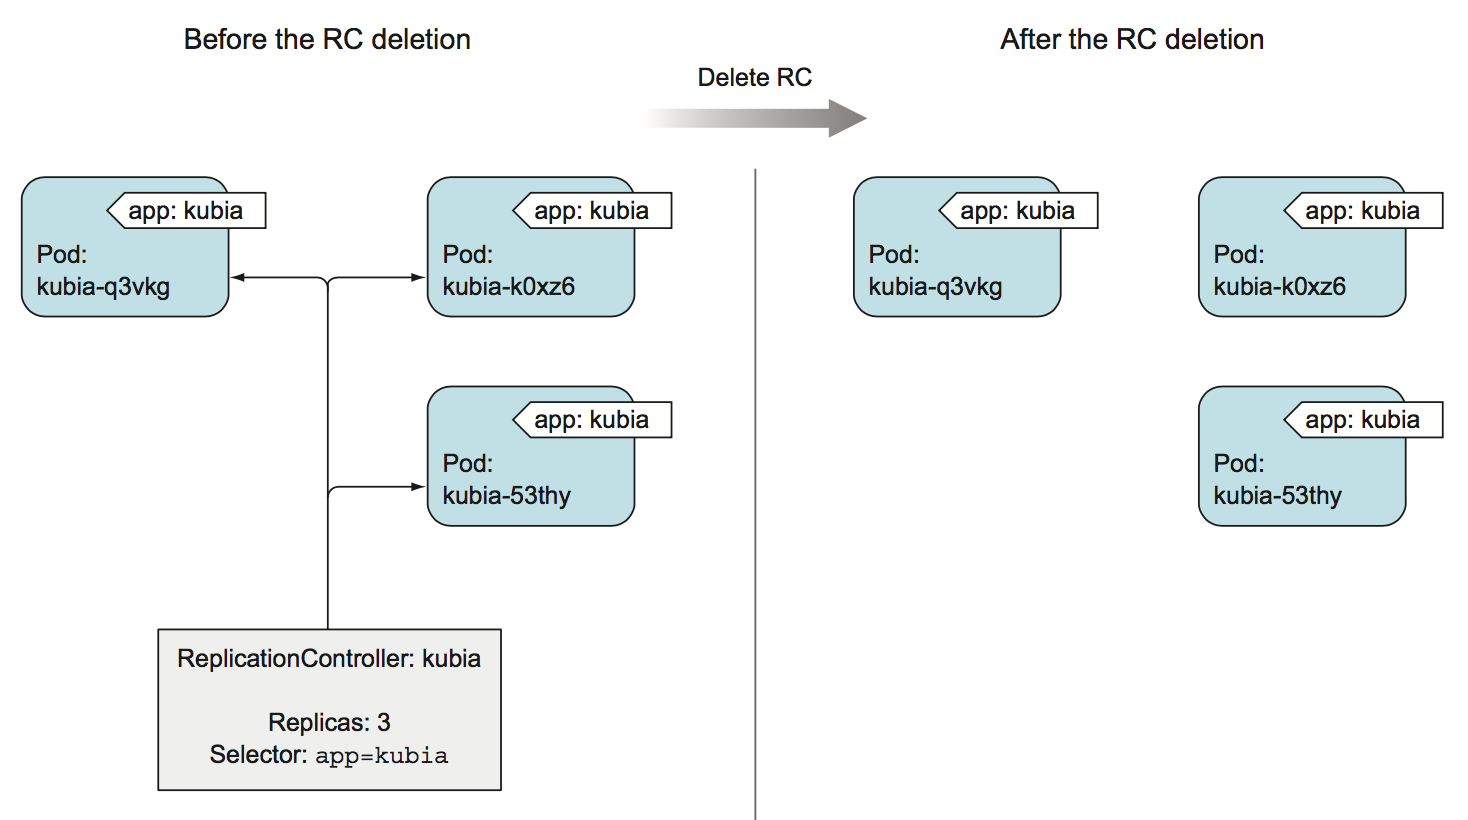 Before the RC deletion
Delete RC
After the RC deletion
app: kubia
Pod:
kubia-q3vkg
app: kubia
Pod:
kubia-k0xz6
app: kubia
Pod:
kubia-53thy
ReplicationController: kubia
Replicas: 3
Selector: app=kubia
app: kubia
Pod:
kubia-q3vkg
app: kubia
Pod:
kubia-k0xz6
app: kubia
Pod:
kubia-53thy